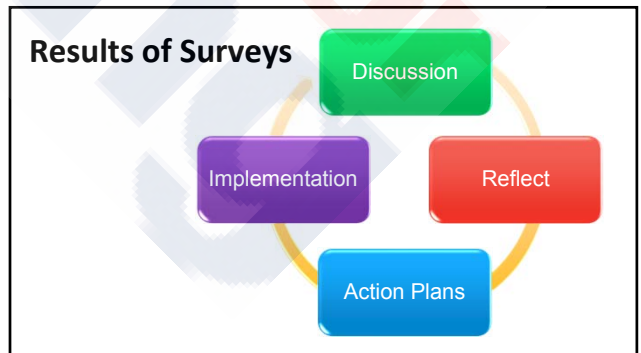 Results of Surveys
Discussion
Implementation
Reflect
Action Plans